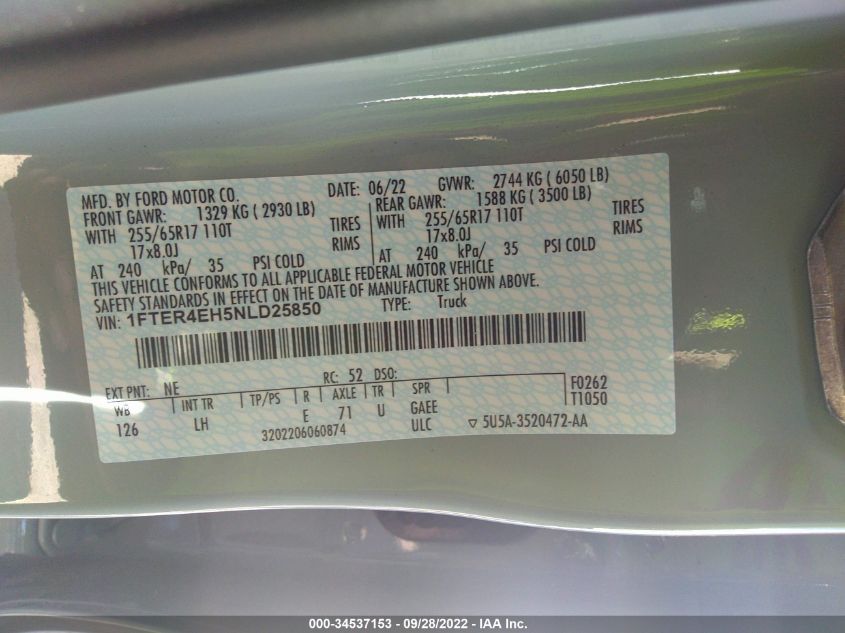 MFD. BY FORD MOTOR CO.
DATE: 06/22 GVWR: 2744 KG ( 6050 LB)
FRONT GAWR: 1329 KG ( 2930 LB)
WITH 255/65R17 110T TIRES
17x8.0J RIMS
AT 240 kPa/ 35 PSI COLD
REAR GAWR: 1588 KG ( 3500 LB)
WITH 255/65R17 110T TIRES
17x8.0J RIMS
AT 240 kPa/ 35 PSI COLD
THIS VEHICLE CONFORMS TO ALL APPLICABLE FEDERAL MOTOR VEHICLE
SAFETY STANDARDS IN EFFECT ON THE DATE OF MANUFACTURE SHOWN ABOVE.
VIN: 1FTER4EH5NLD25850 TYPE: Truck
EXT PNT: NE RC: 52 DSO:
WB INT TR TP/PS R AXLE TR SPR F0262
126 LH E 71 U GAEE T1050
3202206060874 ULC ▽ 5U5A-3520472-AA
000-34537153 - 09/28/2022 - IAA Inc.